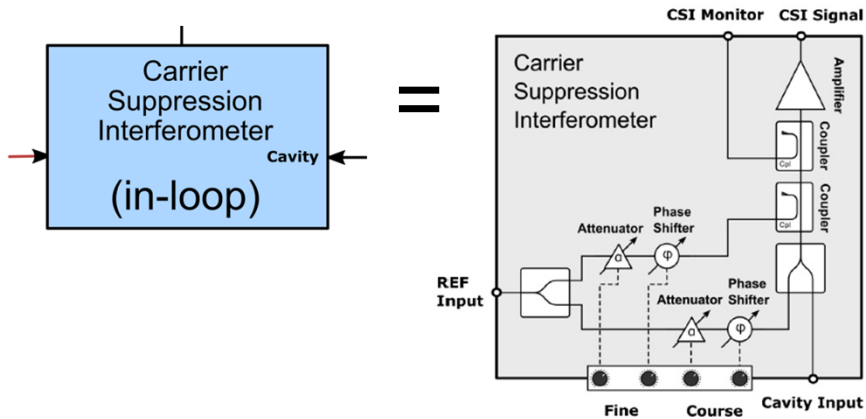 Carrier
Suppression
Interferometer
Cavity
(in-loop)
=
CSI Monitor
CSI Signal
Carrier
Suppression
Interferometer
Amplifier
Coupler
Cpl
Coupler
Cpl
Attenuator
Phase
Shifter
α
φ
REF
Input
Attenuator
Phase
Shifter
α
φ
Fine
Course
Cavity Input